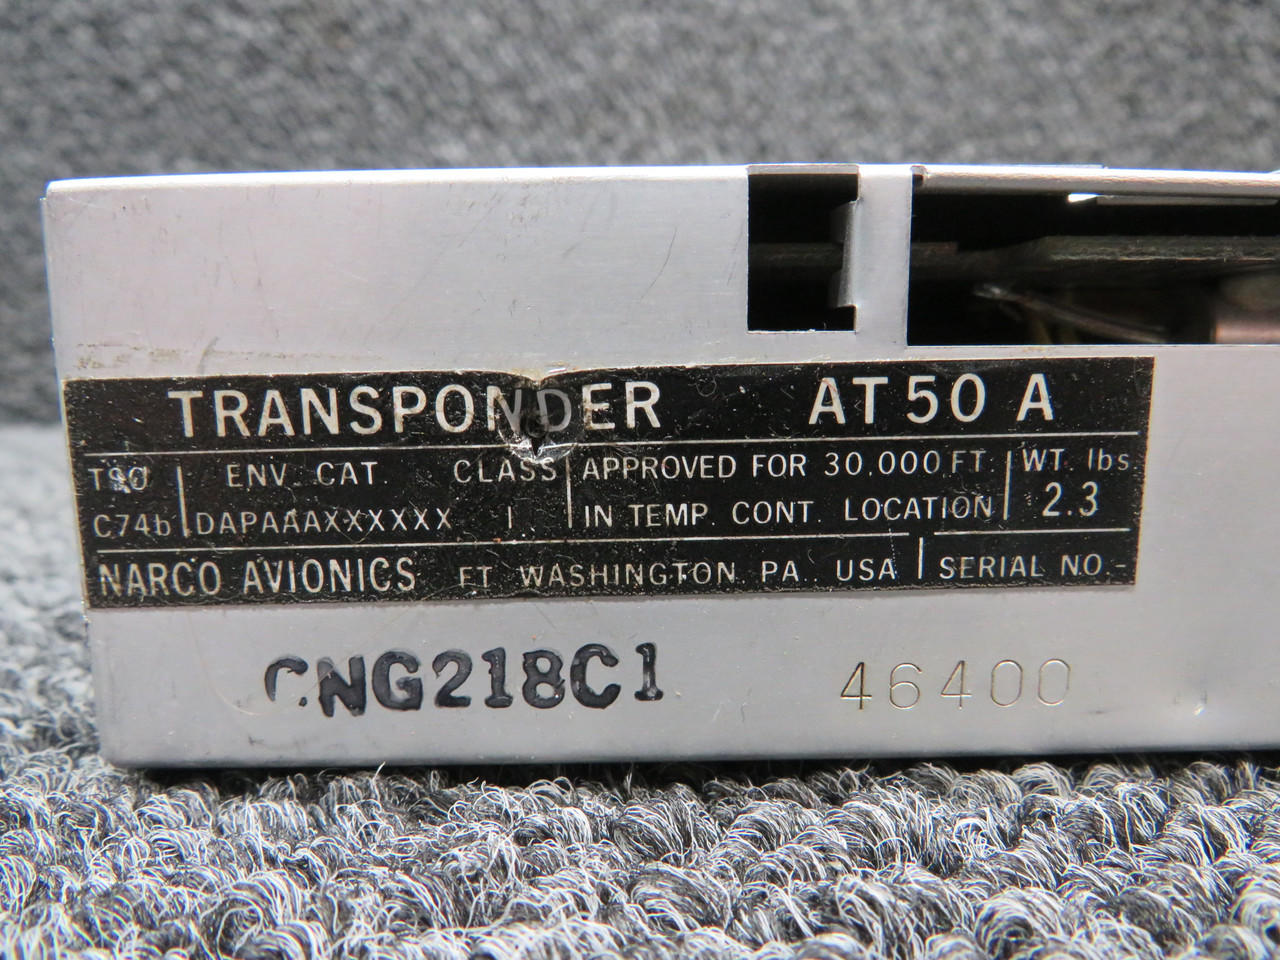 TRANSPONDER AT50 A
TSO ENV. CAT. CLASS APPROVED FOR 30.000 FT. WT. lbs.
C74b DAPAAAXXXXXX I IN TEMP. CONT. LOCATION 2.3
NARCO AVIONICS FT. WASHINGTON, PA., USA SERIAL NO.-
CNG218C1 46400